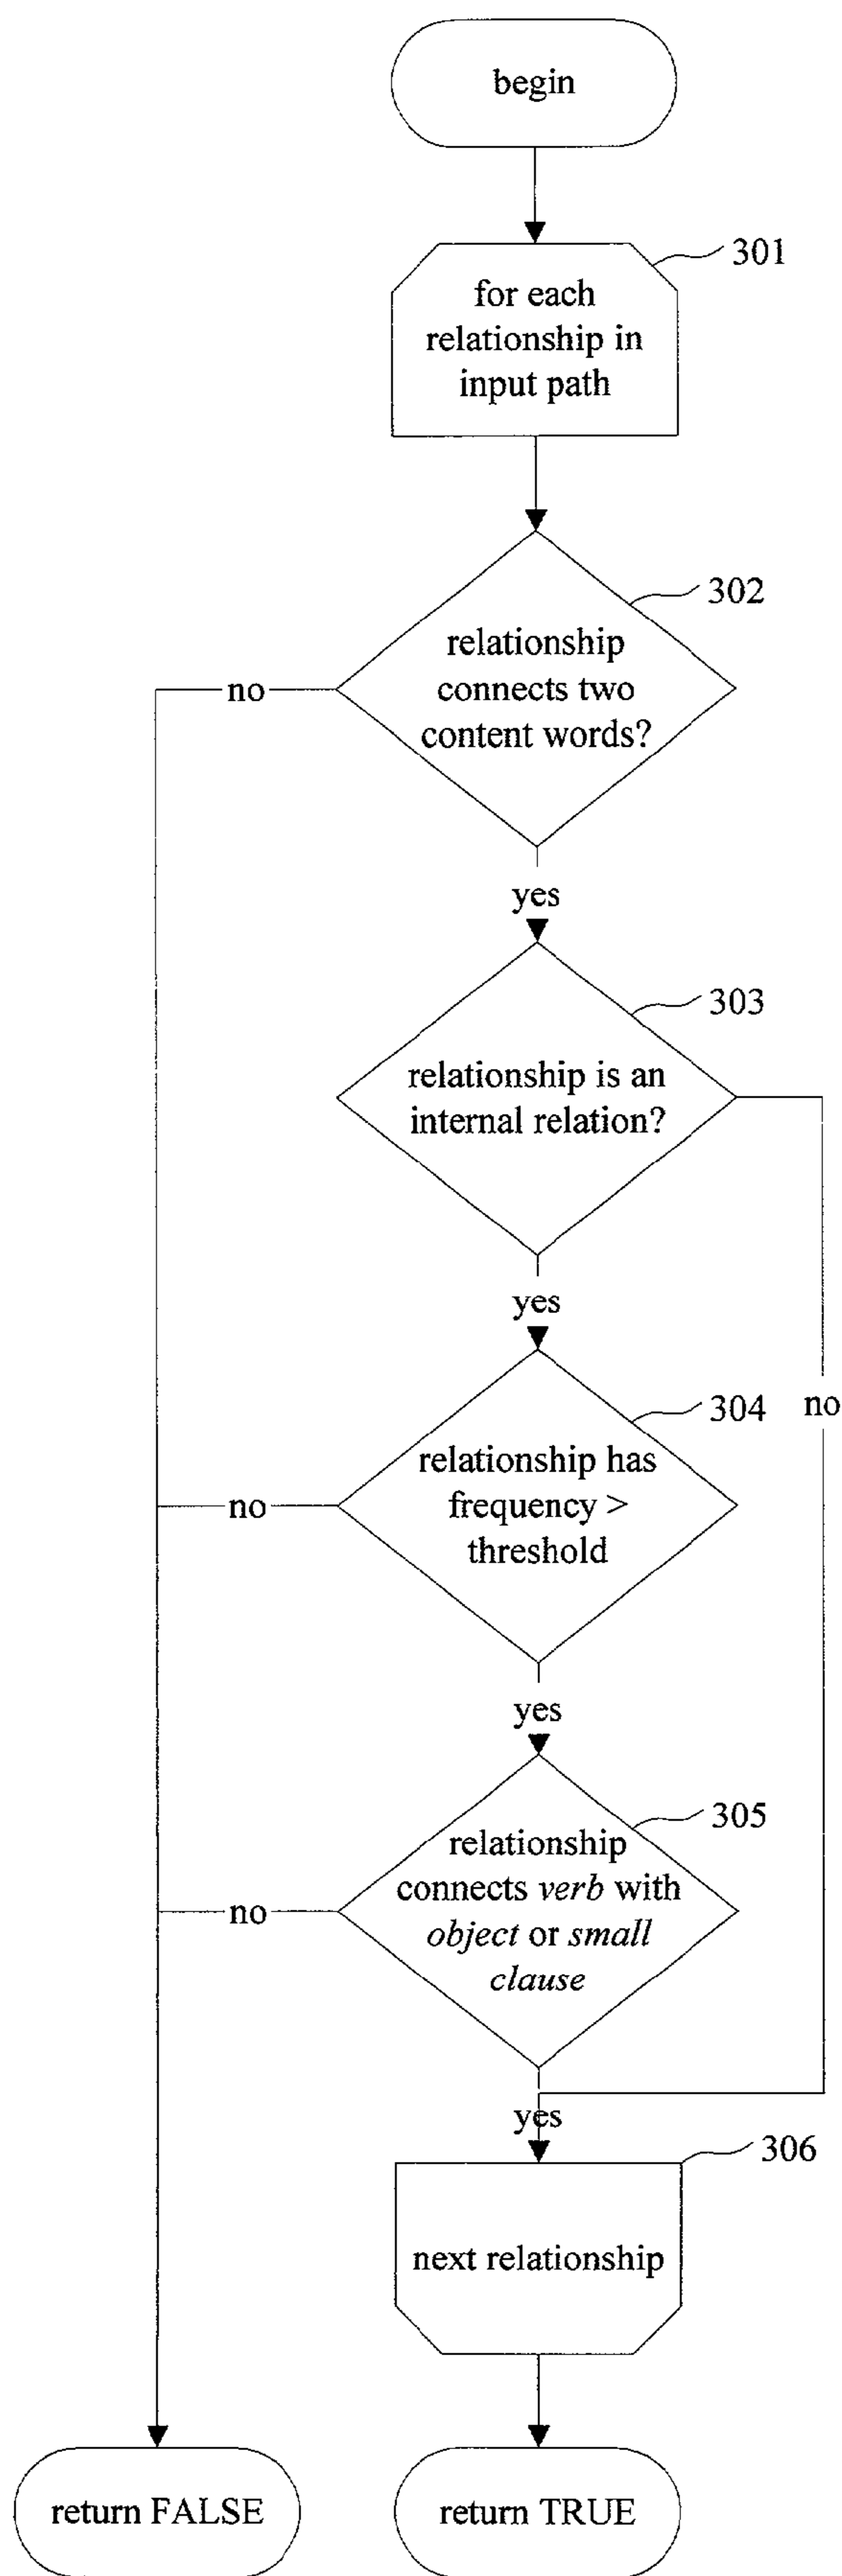 begin
301
for each
relationship in
input path
302
relationship
connects two
content words?
no
yes
303
relationship is an
internal relation?
yes
no
304
relationship has
frequency >
threshold
no
yes
305
relationship
connects verb with
object or small
clause
no
yes
306
next relationship
return FALSE
return TRUE